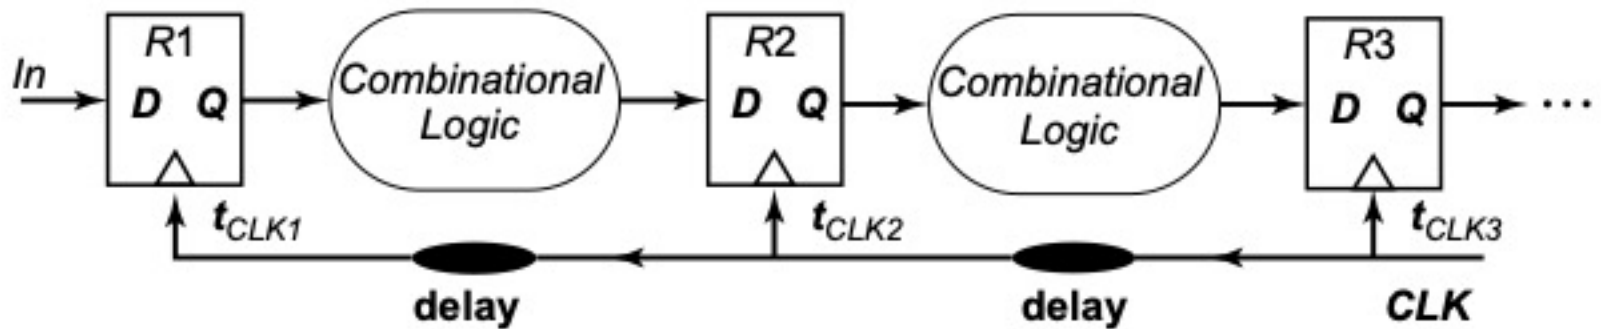 In
R1
D Q
Combinational
Logic
R2
D Q
Combinational
Logic
R3
D Q
...
tCLK1
tCLK2
tCLK3
delay
delay
CLK